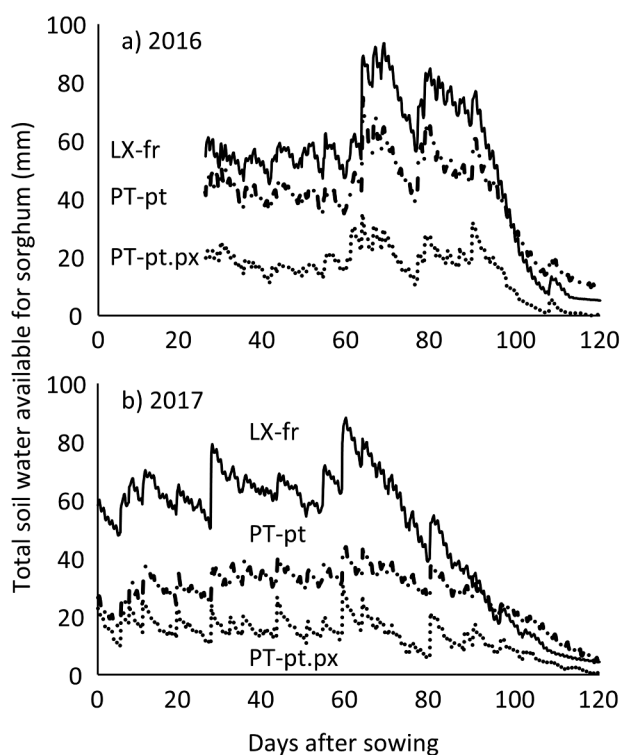 Total soil water available for sorghum (mm)
a) 2016
100
80
60
40
20
0
LX-fr
PT-pt
PT-pt.px
0 20 40 60 80 100 120
b) 2017
100
80
60
40
20
0
LX-fr
PT-pt
PT-pt.px
0 20 40 60 80 100 120
Days after sowing